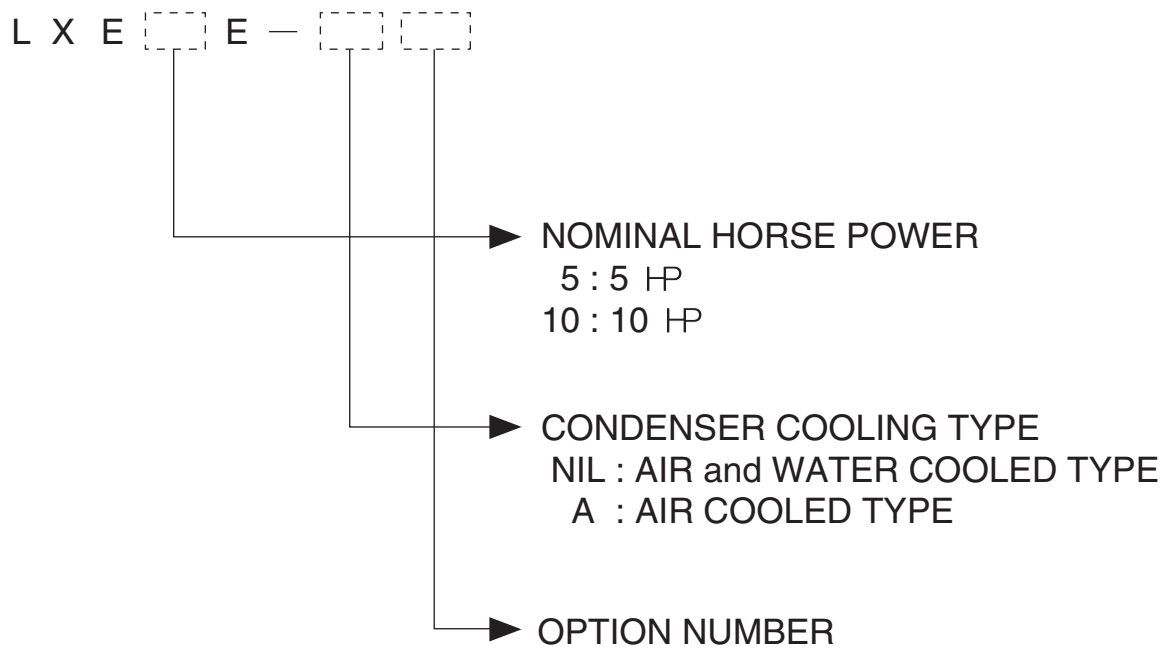 L X E E —
NOMINAL HORSE POWER
5 : 5 HP
10 : 10 HP
CONDENSER COOLING TYPE
NIL : AIR and WATER COOLED TYPE
A : AIR COOLED TYPE
OPTION NUMBER